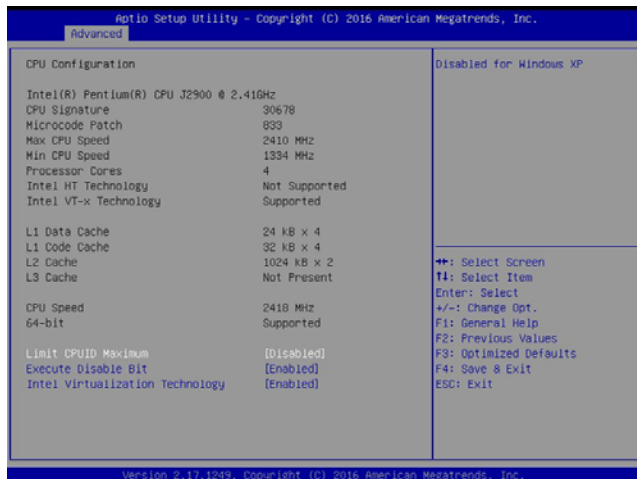 Aptio Setup Utility - Copyright (C) 2016 American Megatrends, Inc.
Advanced
CPU Configuration
Intel(R) Pentium(R) CPU J2900 @ 2.41GHz
CPU Signature 30678
Microcode Patch 833
Max CPU Speed 2410 MHz
Min CPU Speed 1334 MHz
Processor Cores 4
Intel HT Technology Not Supported
Intel VT-x Technology Supported
L1 Data Cache 24 kB x 4
L1 Code Cache 32 kB x 4
L2 Cache 1024 kB x 2
L3 Cache Not Present
CPU Speed 2418 MHz
64-bit Supported
Limit CPUID Maximum [Disabled]
Execute Disable Bit [Enabled]
Intel Virtualization Technology [Enabled]
Disabled for Windows XP
→←: Select Screen
↑↓: Select Item
Enter: Select
+/-: Change Opt.
F1: General Help
F2: Previous Values
F3: Optimized Defaults
F4: Save & Exit
ESC: Exit
Version 2.17.1249. Copyright (C) 2016 American Megatrends, Inc.